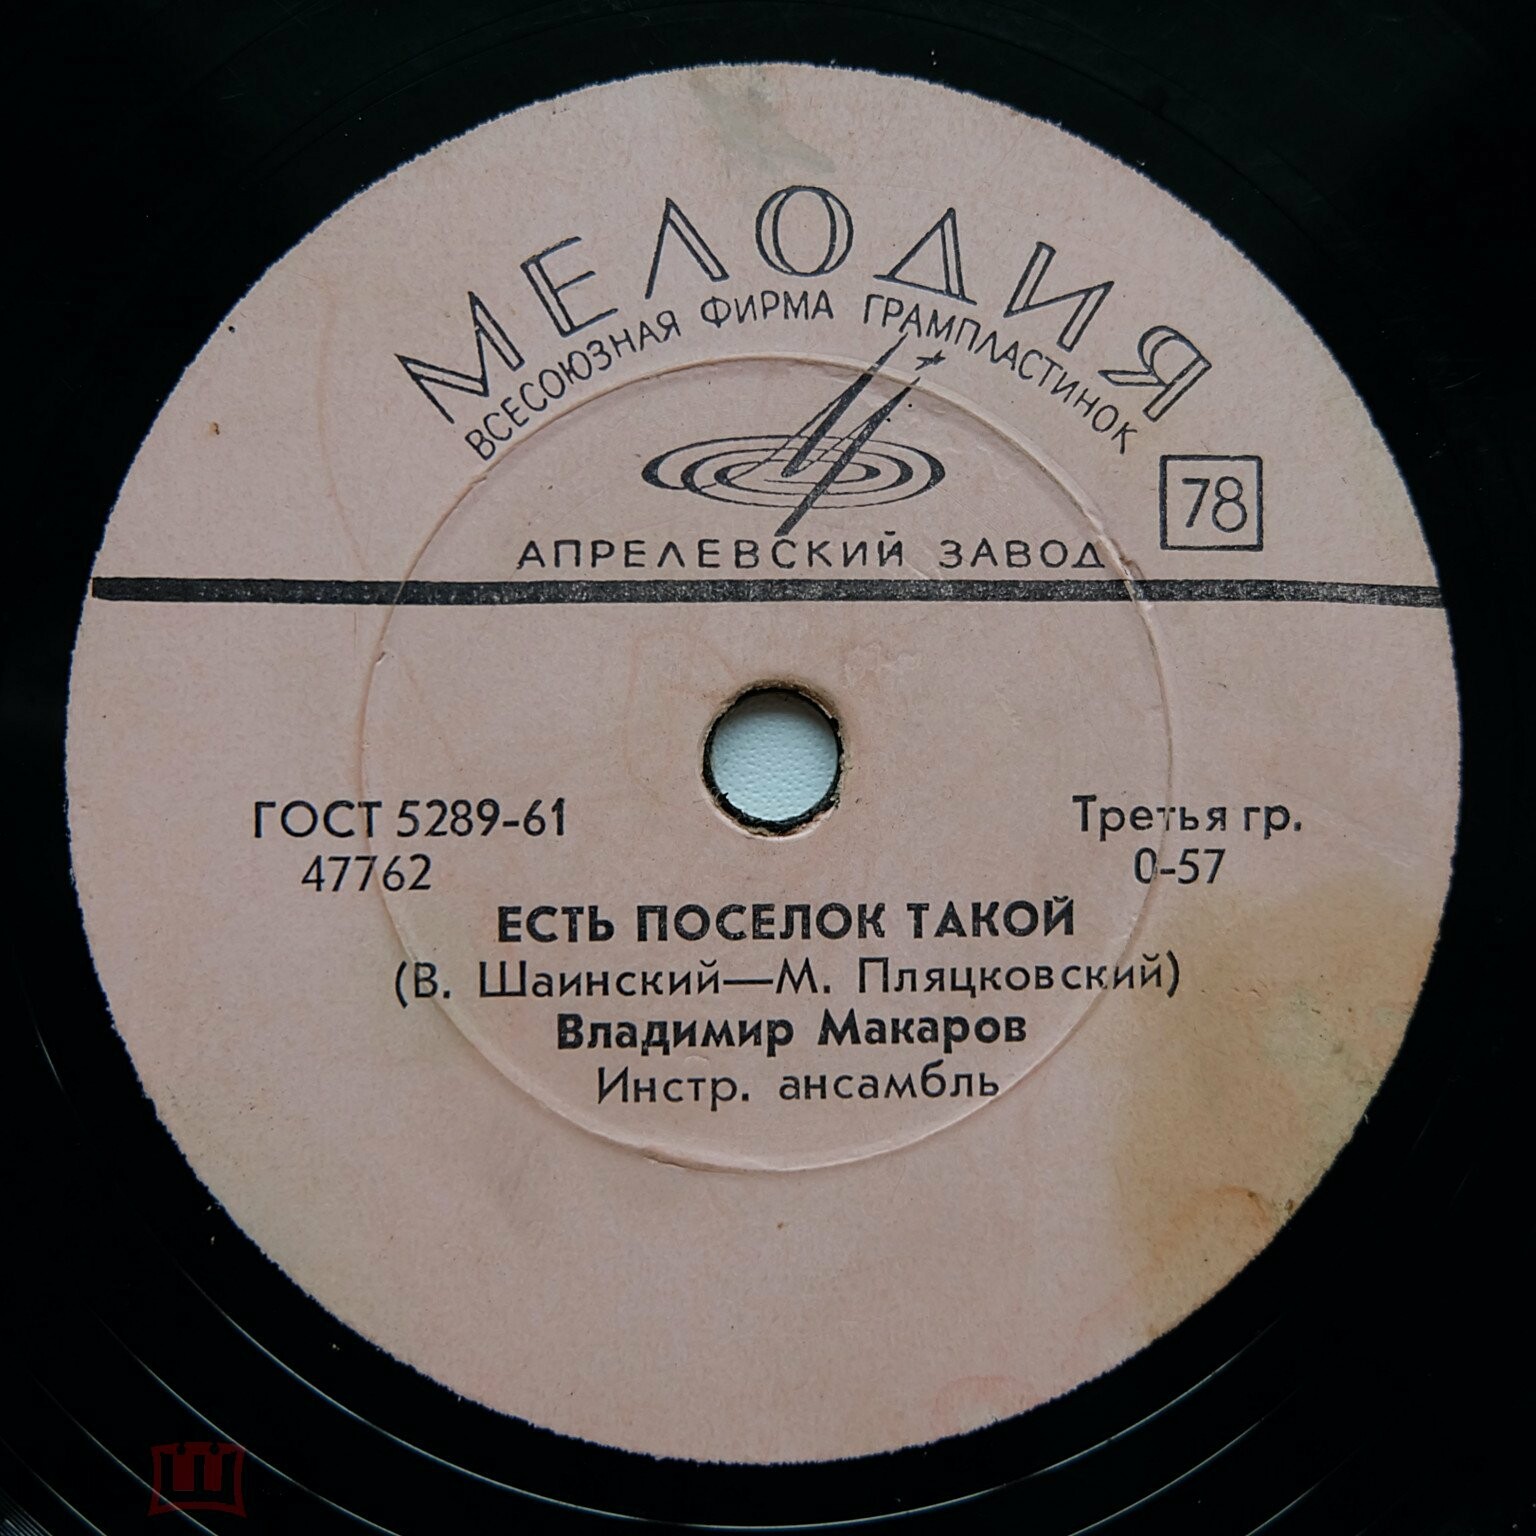 МЕЛОДИЯ
ВСЕСОЮЗНАЯ ФИРМА ГРАМПЛАСТИНОК
78
АПРЕЛЕВСКИЙ ЗАВОД
ГОСТ 5289-61
Третья гр.
47762
0-57
ЕСТЬ ПОСЕЛОК ТАКОЙ
(В. Шаинский—М. Пляцковский)
Владимир Макаров
Инстр. ансамбль